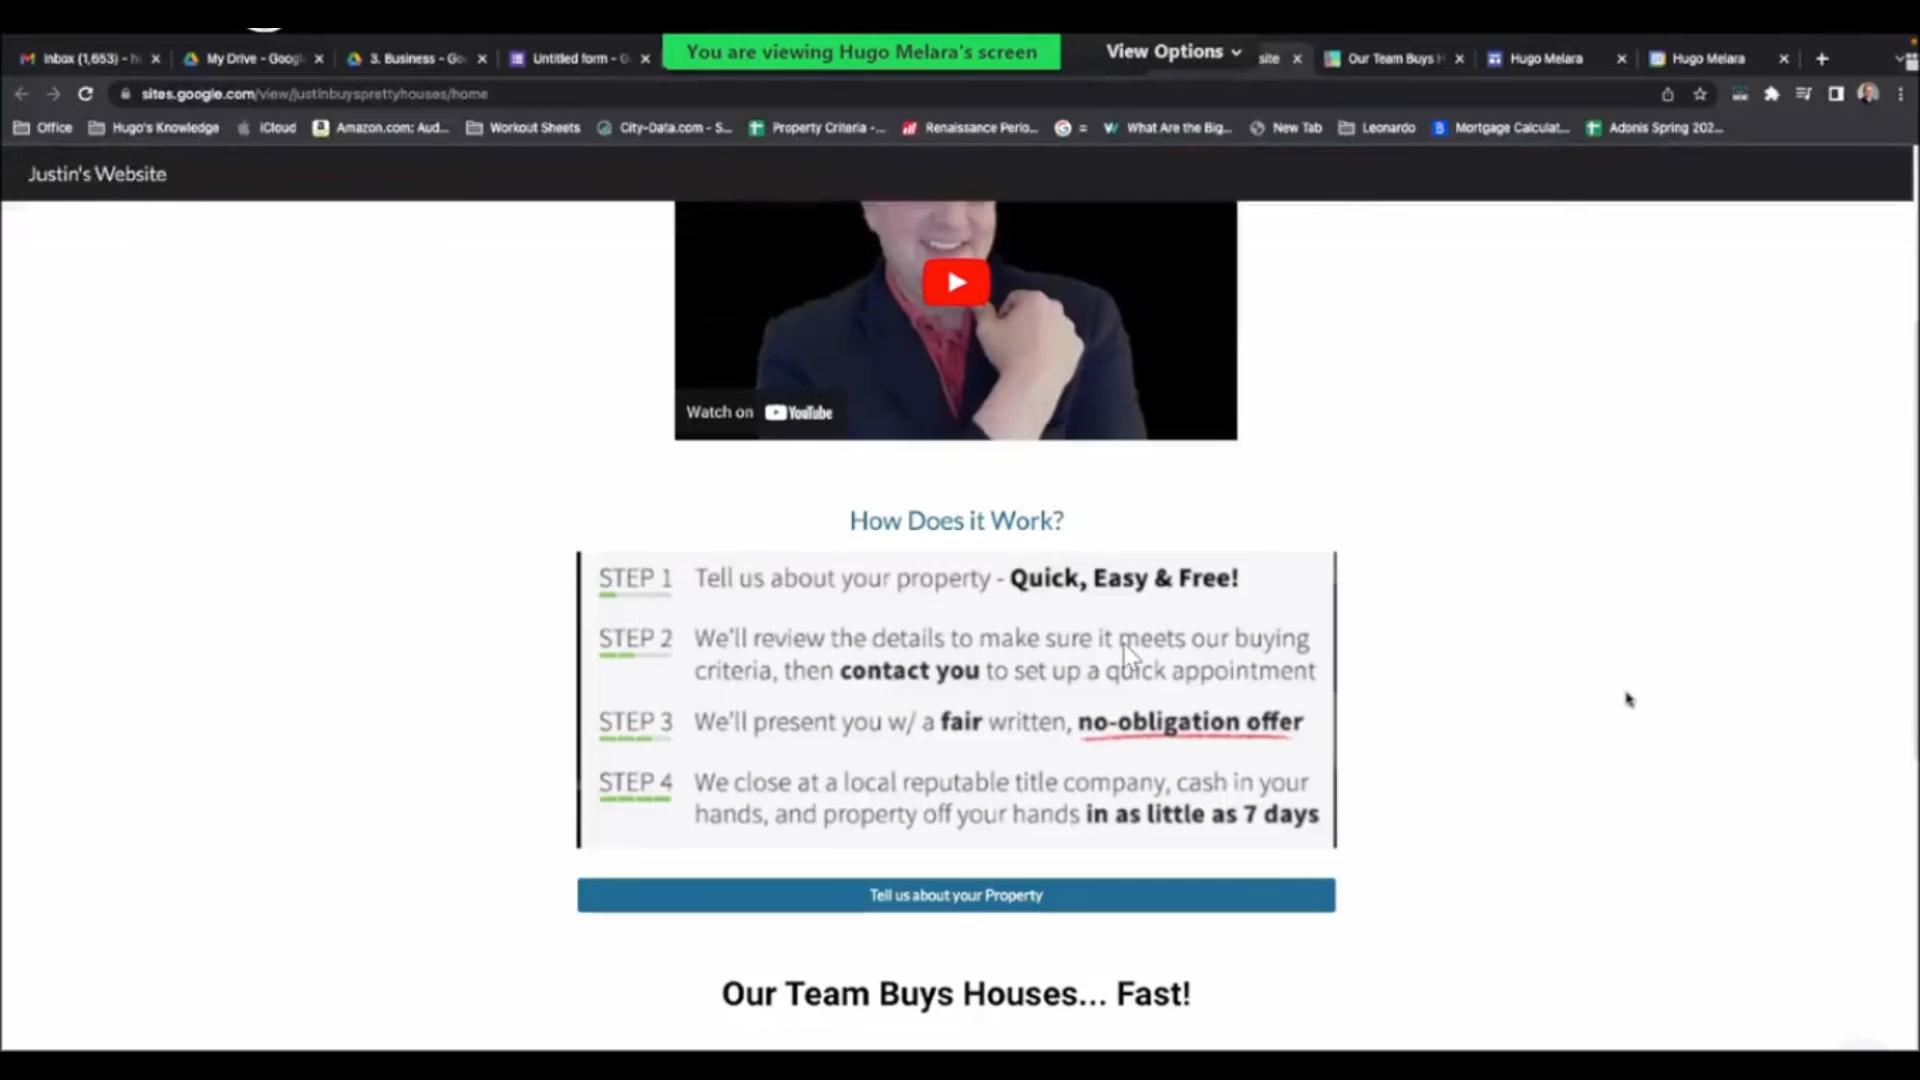 You are viewing Hugo Melara's screen
View Options
Inbox (1,653) - h
My Drive - Googl
3. Business - Go
Untitled form - G
site
Our Team Buys H
Hugo Melara
Hugo Melara
sites.google.com/view/justinbuysprettyhouses/home
Office
Hugo's Knowledge
iCloud
Amazon.com: Aud...
Workout Sheets
City-Data.com - S...
Property Criteria -...
Renaissance Perio...
=
What Are the Big...
New Tab
Leonardo
Mortgage Calculat...
Adonis Spring 202...
Justin's Website
Watch on YouTube
How Does it Work?
STEP 1 Tell us about your property - Quick, Easy & Free!
STEP 2 We'll review the details to make sure it meets our buying
criteria, then contact you to set up a quick appointment
STEP 3 We'll present you w/ a fair written, no-obligation offer
STEP 4 We close at a local reputable title company, cash in your
hands, and property off your hands in as little as 7 days
Tell us about your Property
Our Team Buys Houses... Fast!